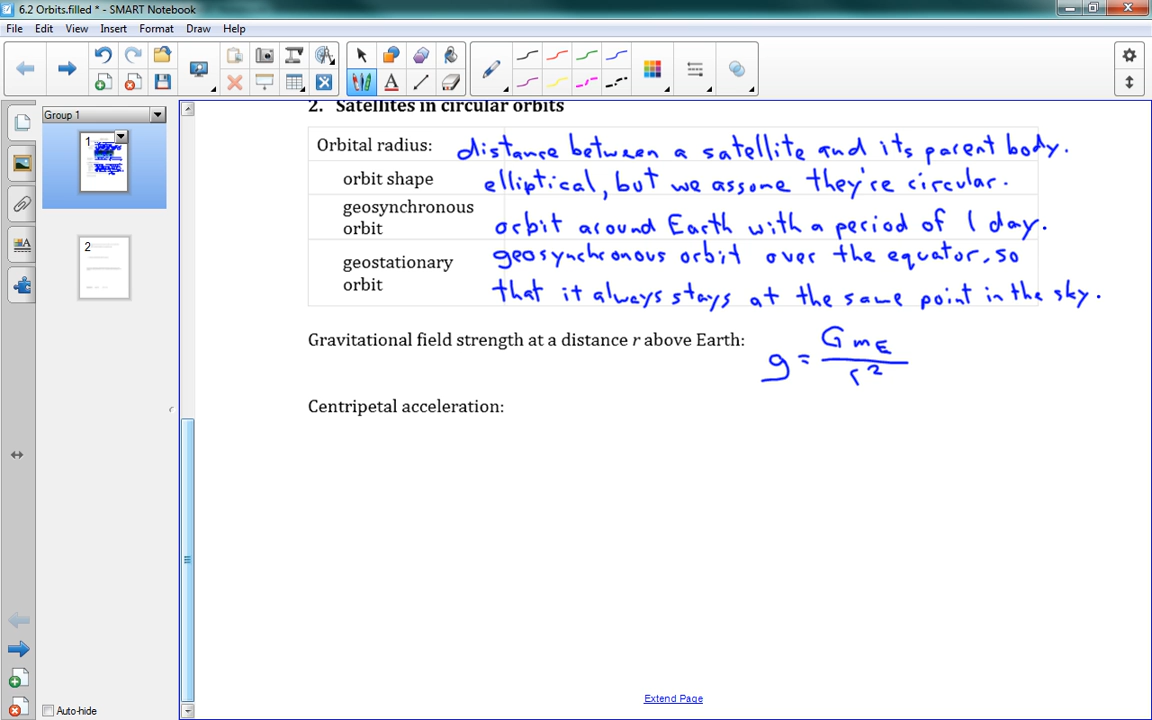 6.2 Orbits.filled * - SMART Notebook
File Edit View Insert Format Draw Help
Group 1
1
2
2. Satellites in circular orbits
Orbital radius: distance between a satellite and its parent body.
orbit shape elliptical, but we assume they're circular.
geosynchronous
orbit orbit around Earth with a period of 1 day.
geostationary geosynchronous orbit over the equator, so
orbit that it always stays at the same point in the sky.
Gravitational field strength at a distance r above Earth: g = G mE / r²
Centripetal acceleration:
Extend Page
Auto-hide